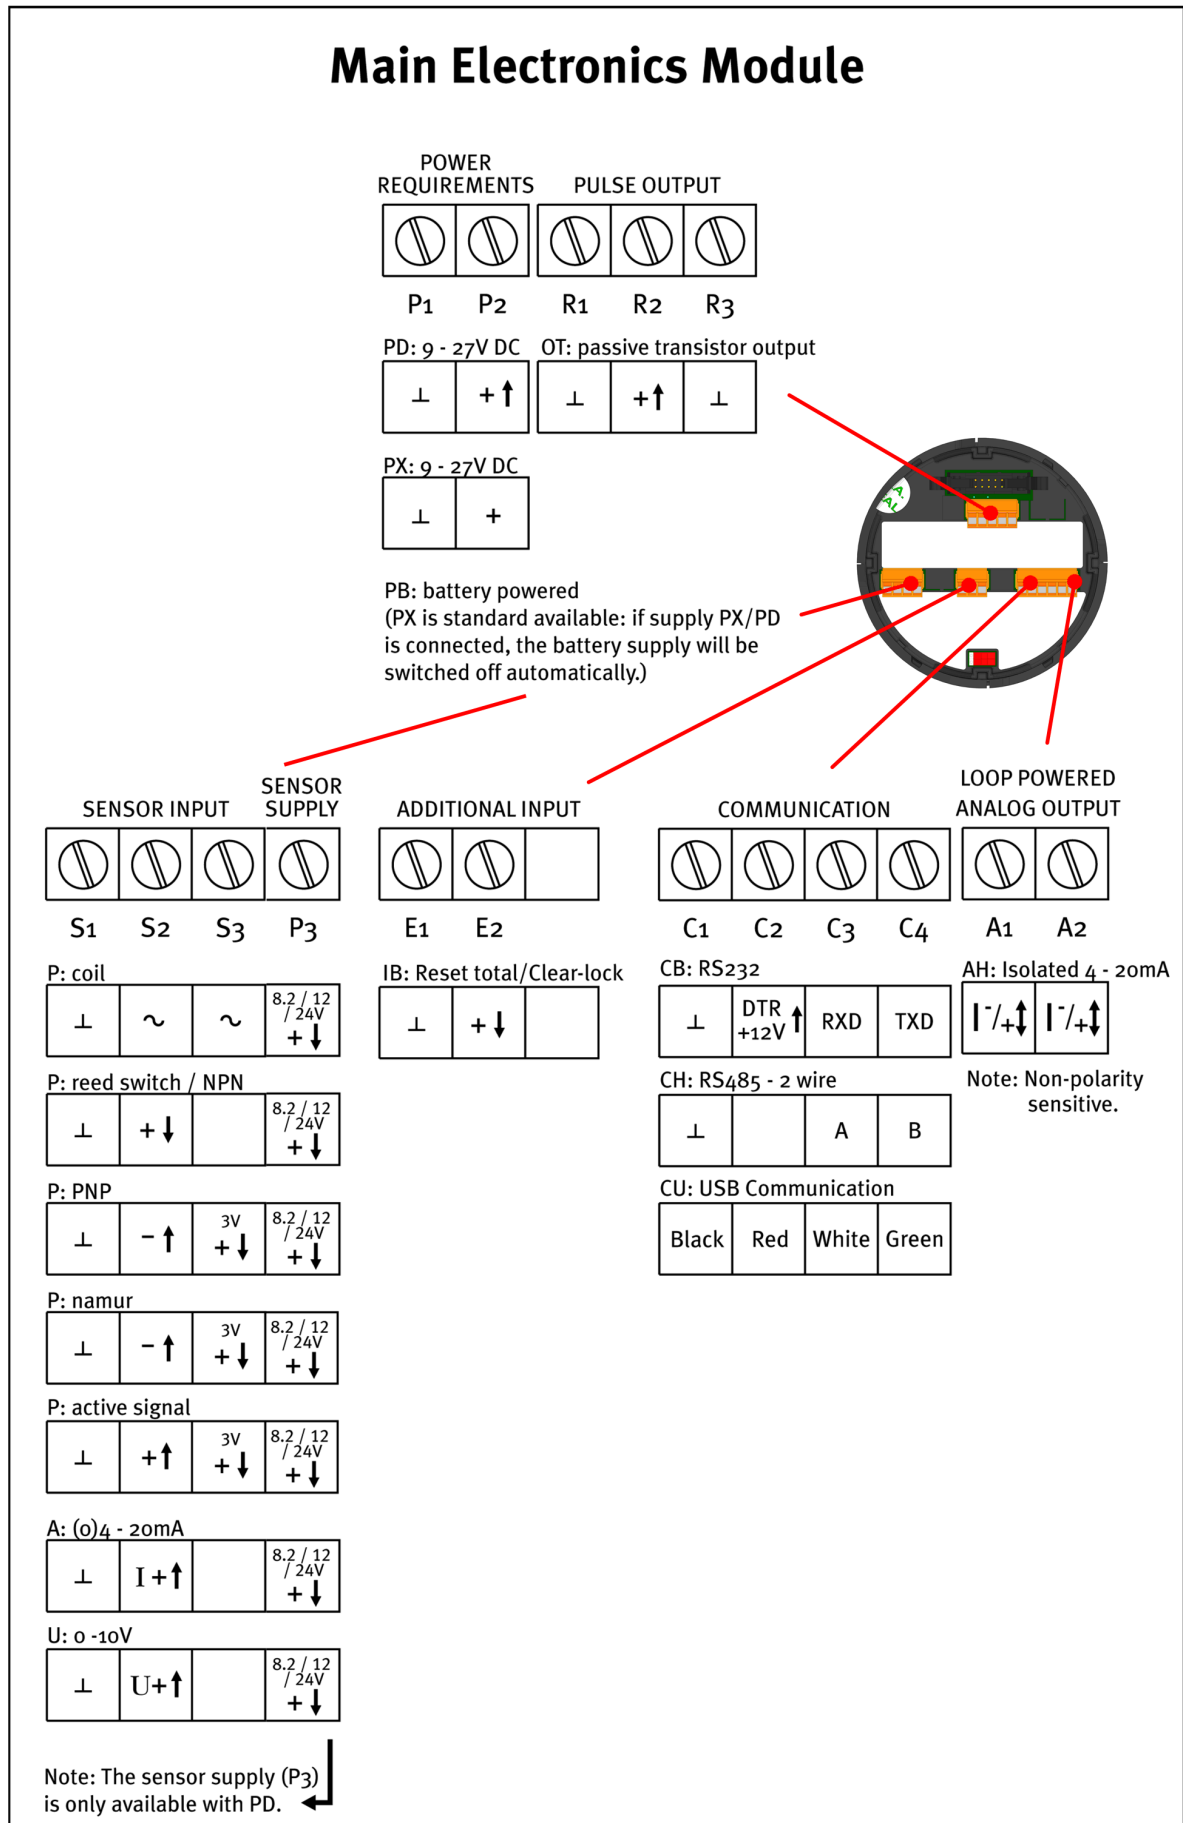 Main Electronics Module
POWER
REQUIREMENTS
PULSE OUTPUT
P1 P2 R1 R2 R3
PD: 9 - 27V DC
OT: passive transistor output
⊥ +↑ ⊥ +↑ ⊥
PX: 9 - 27V DC
⊥ +
A.
AL
PB: battery powered
(PX is standard available: if supply PX/PD
is connected, the battery supply will be
switched off automatically.)
SENSOR INPUT
SENSOR
SUPPLY
S1 S2 S3 P3
P: coil
⊥ ~ ~ 8.2 / 12
/ 24V
+↓
P: reed switch / NPN
⊥ +↓ 8.2 / 12
/ 24V
+↓
P: PNP
⊥ -↑ 3V
+↓
8.2 / 12
/ 24V
+↓
P: namur
⊥ -↑ 3V
+↓
8.2 / 12
/ 24V
+↓
P: active signal
⊥ +↑ 3V
+↓
8.2 / 12
/ 24V
+↓
A: (0)4 - 20mA
⊥ I+↑ 8.2 / 12
/ 24V
+↓
U: 0 -10V
⊥ U+↑ 8.2 / 12
/ 24V
+↓
Note: The sensor supply (P3)
is only available with PD.
ADDITIONAL INPUT
E1 E2
IB: Reset total/Clear-lock
⊥ +↓
COMMUNICATION
C1 C2 C3 C4
CB: RS232
⊥ DTR
+12V ↑
RXD TXD
CH: RS485 - 2 wire
⊥ A B
CU: USB Communication
Black Red White Green
LOOP POWERED
ANALOG OUTPUT
A1 A2
AH: Isolated 4 - 20mA
I-/+↕ I-/+↕
Note: Non-polarity
sensitive.